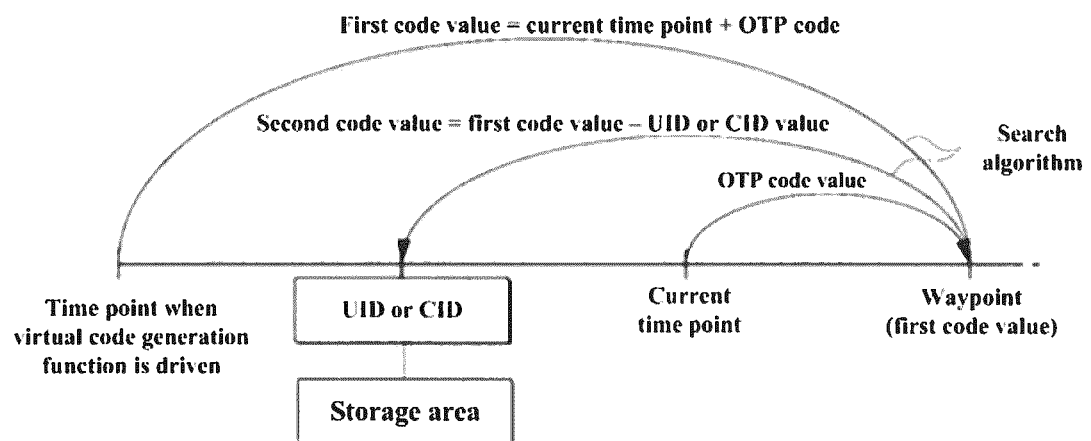 First code value = current time point + OTP code
Second code value = first code value – UID or CID value
Search
algorithm
OTP code value
Time point when
virtual code generation
function is driven
UID or CID
Current
time point
Waypoint
(first code value)
Storage area